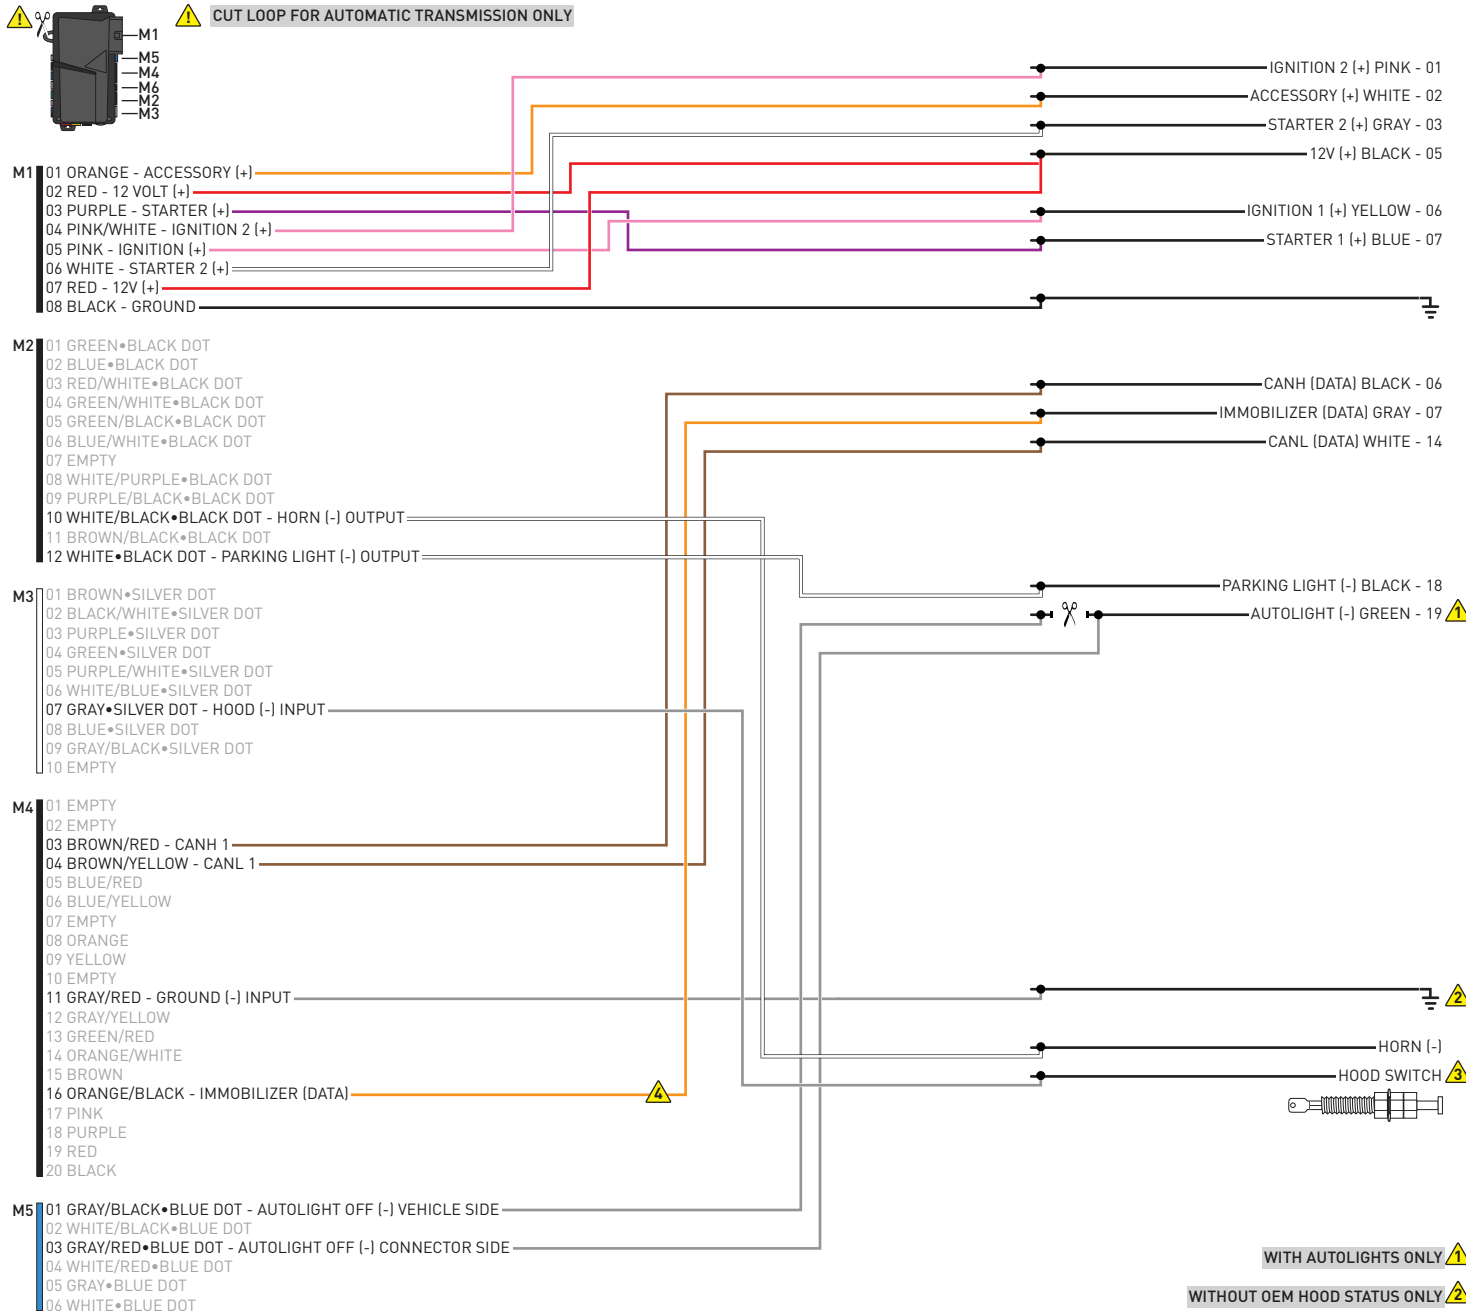 ! ! CUT LOOP FOR AUTOMATIC TRANSMISSION ONLY
M1
M5
M4
M6
M2
M3
IGNITION 2 (+) PINK - 01
ACCESSORY (+) WHITE - 02
STARTER 2 (+) GRAY - 03
12V (+) BLACK - 05
IGNITION 1 (+) YELLOW - 06
STARTER 1 (+) BLUE - 07
M1
01 ORANGE - ACCESSORY (+)
02 RED - 12 VOLT (+)
03 PURPLE - STARTER (+)
04 PINK/WHITE - IGNITION 2 (+)
05 PINK - IGNITION (+)
06 WHITE - STARTER 2 (+)
07 RED - 12V (+)
08 BLACK - GROUND
M2
01 GREEN•BLACK DOT
02 BLUE•BLACK DOT
03 RED/WHITE•BLACK DOT
04 GREEN/WHITE•BLACK DOT
05 GREEN/BLACK•BLACK DOT
06 BLUE/WHITE•BLACK DOT
07 EMPTY
08 WHITE/PURPLE•BLACK DOT
09 PURPLE/BLACK•BLACK DOT
10 WHITE/BLACK•BLACK DOT - HORN (-) OUTPUT
11 BROWN/BLACK•BLACK DOT
12 WHITE•BLACK DOT - PARKING LIGHT (-) OUTPUT
CANH (DATA) BLACK - 06
IMMOBILIZER (DATA) GRAY - 07
CANL (DATA) WHITE - 14
PARKING LIGHT (-) BLACK - 18
AUTOLIGHT (-) GREEN - 19 1
M3
01 BROWN•SILVER DOT
02 BLACK/WHITE•SILVER DOT
03 PURPLE•SILVER DOT
04 GREEN•SILVER DOT
05 PURPLE/WHITE•SILVER DOT
06 WHITE/BLUE•SILVER DOT
07 GRAY•SILVER DOT - HOOD (-) INPUT
08 BLUE•SILVER DOT
09 GRAY/BLACK•SILVER DOT
10 EMPTY
M4
01 EMPTY
02 EMPTY
03 BROWN/RED - CANH 1
04 BROWN/YELLOW - CANL 1
05 BLUE/RED
06 BLUE/YELLOW
07 EMPTY
08 ORANGE
09 YELLOW
10 EMPTY
11 GRAY/RED - GROUND (-) INPUT
12 GRAY/YELLOW
13 GREEN/RED
14 ORANGE/WHITE
15 BROWN
16 ORANGE/BLACK - IMMOBILIZER (DATA) 4
17 PINK
18 PURPLE
19 RED
20 BLACK
2
HORN (-)
HOOD SWITCH 3
M5
01 GRAY/BLACK•BLUE DOT - AUTOLIGHT OFF (-) VEHICLE SIDE
02 WHITE/BLACK•BLUE DOT
03 GRAY/RED•BLUE DOT - AUTOLIGHT OFF (-) CONNECTOR SIDE
04 WHITE/RED•BLUE DOT
05 GRAY•BLUE DOT
06 WHITE•BLUE DOT
WITH AUTOLIGHTS ONLY 1
WITHOUT OEM HOOD STATUS ONLY 2